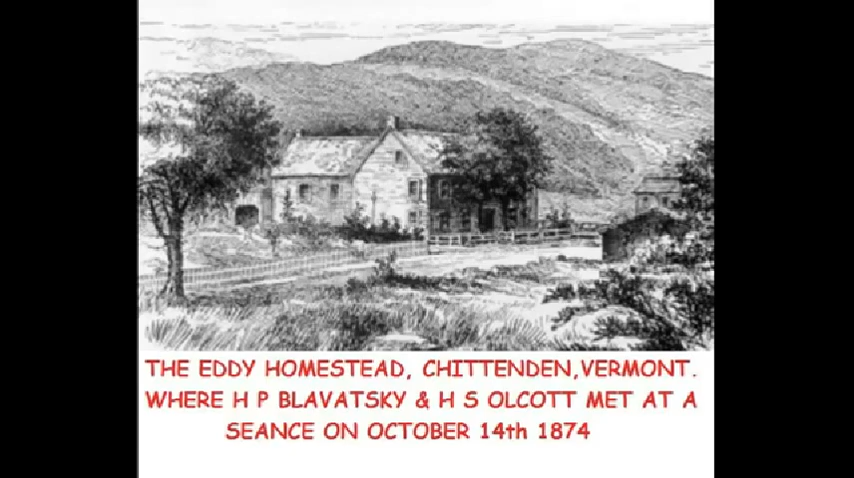 THE EDDY HOMESTEAD, CHITTENDEN,VERMONT.
WHERE H P BLAVATSKY & H S OLCOTT MET AT A
SEANCE ON OCTOBER 14th 1874